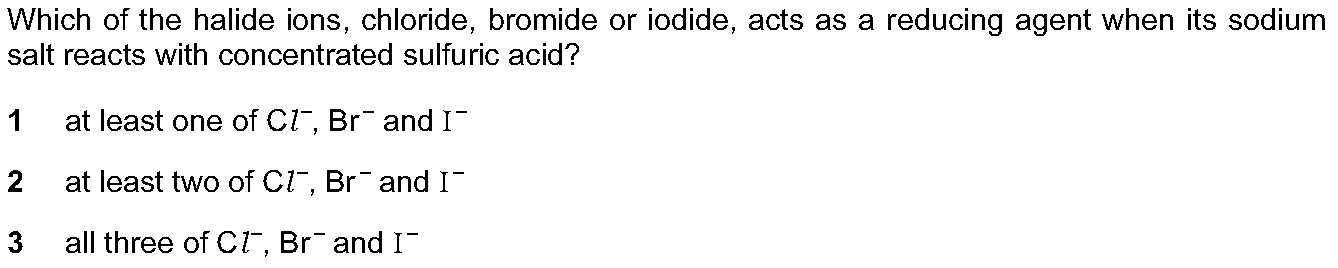 Which of the halide ions, chloride, bromide or iodide, acts as a reducing agent when its sodium
salt reacts with concentrated sulfuric acid?
1 at least one of Cl⁻, Br⁻ and I⁻
2 at least two of Cl⁻, Br⁻ and I⁻
3 all three of Cl⁻, Br⁻ and I⁻